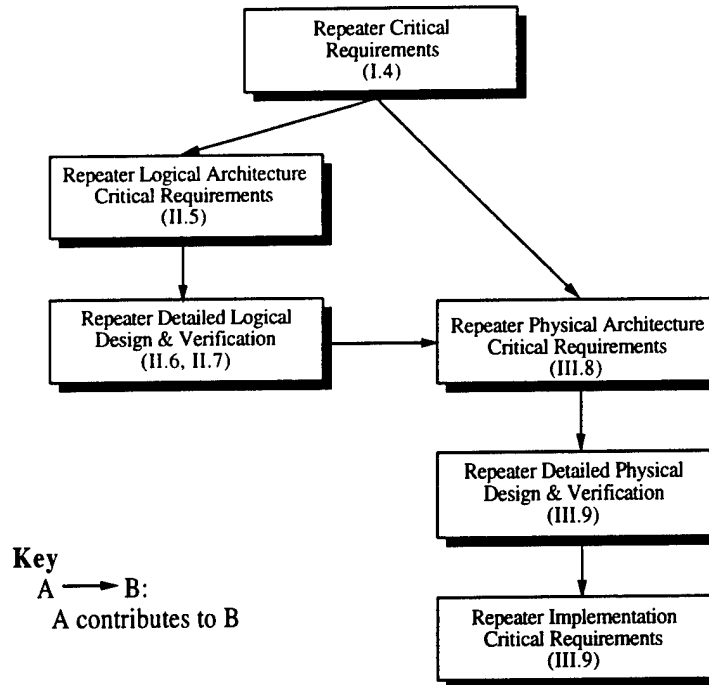 Repeater Critical
Requirements
(I.4)
Repeater Logical Architecture
Critical Requirements
(II.5)
Repeater Detailed Logical
Design & Verification
(II.6, II.7)
Repeater Physical Architecture
Critical Requirements
(III.8)
Repeater Detailed Physical
Design & Verification
(III.9)
Repeater Implementation
Critical Requirements
(III.9)
Key
A B:
A contributes to B